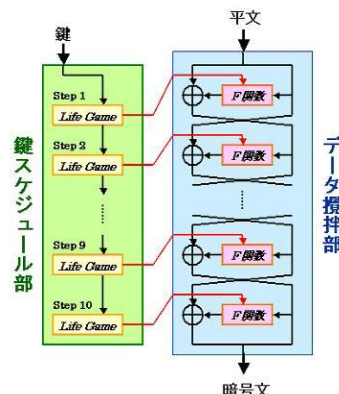 鍵
平文
鍵スケジュール部
Step 1
Life Game
Step 2
Life Game
Step 9
Life Game
Step 10
Life Game
F関数
F関数
F関数
F関数
データ攪拌部
暗号文